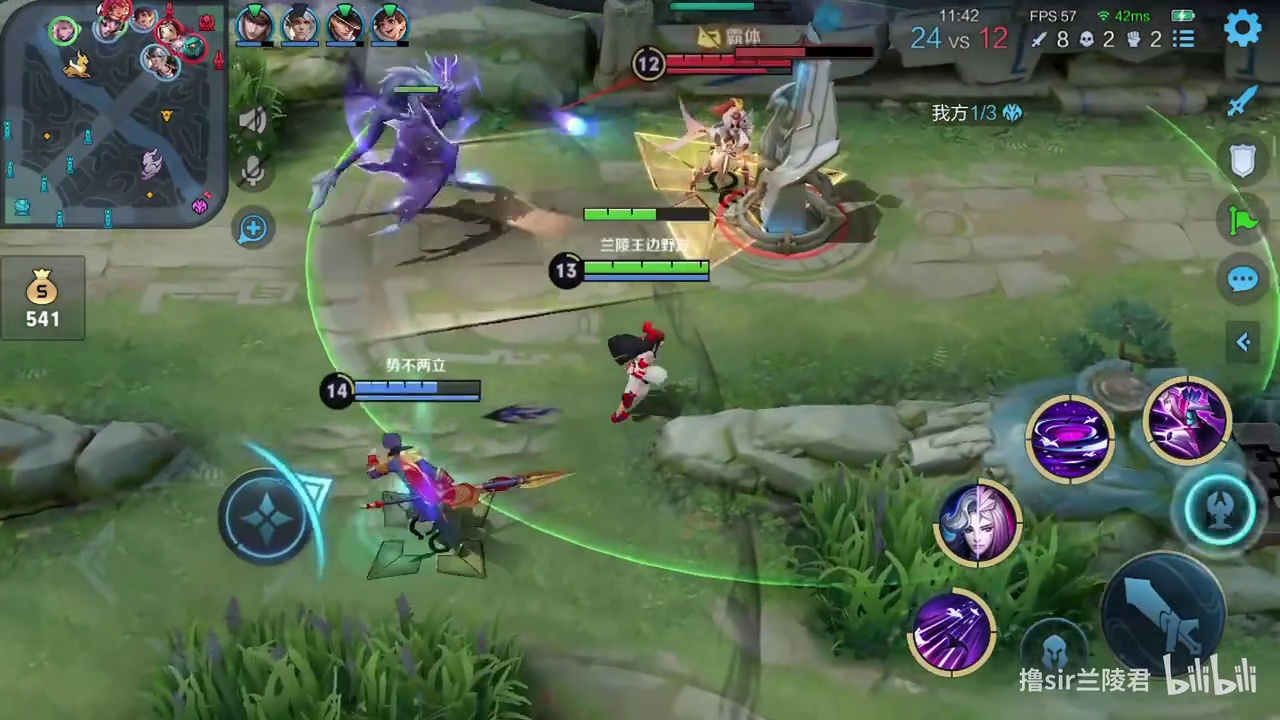 11:42
FPS 57
42ms
24 VS 12
8
2
2
霸体
12
我方1/3
兰陵王边野
13
S
541
势不两立
14
撸sir兰陵君
bilibili